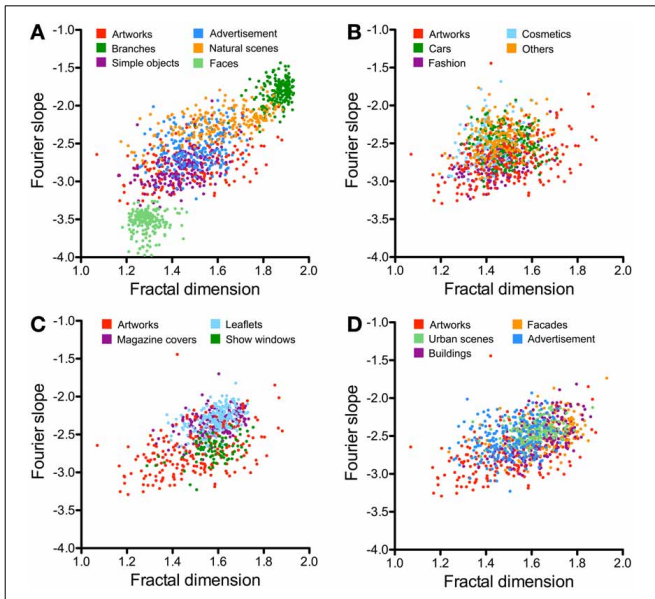 A
Artworks
Advertisement
Branches
Natural scenes
Simple objects
Faces
Fourier slope
-1.0
-1.5
-2.0
-2.5
-3.0
-3.5
-4.0
1.0 1.2 1.4 1.6 1.8 2.0
Fractal dimension
B
Artworks
Cosmetics
Cars
Others
Fashion
Fourier slope
-1.0
-1.5
-2.0
-2.5
-3.0
-3.5
-4.0
1.0 1.2 1.4 1.6 1.8 2.0
Fractal dimension
C
Artworks
Leaflets
Magazine covers
Show windows
Fourier slope
-1.0
-1.5
-2.0
-2.5
-3.0
-3.5
-4.0
1.0 1.2 1.4 1.6 1.8 2.0
Fractal dimension
D
Artworks
Facades
Urban scenes
Advertisement
Buildings
Fourier slope
-1.0
-1.5
-2.0
-2.5
-3.0
-3.5
-4.0
1.0 1.2 1.4 1.6 1.8 2.0
Fractal dimension